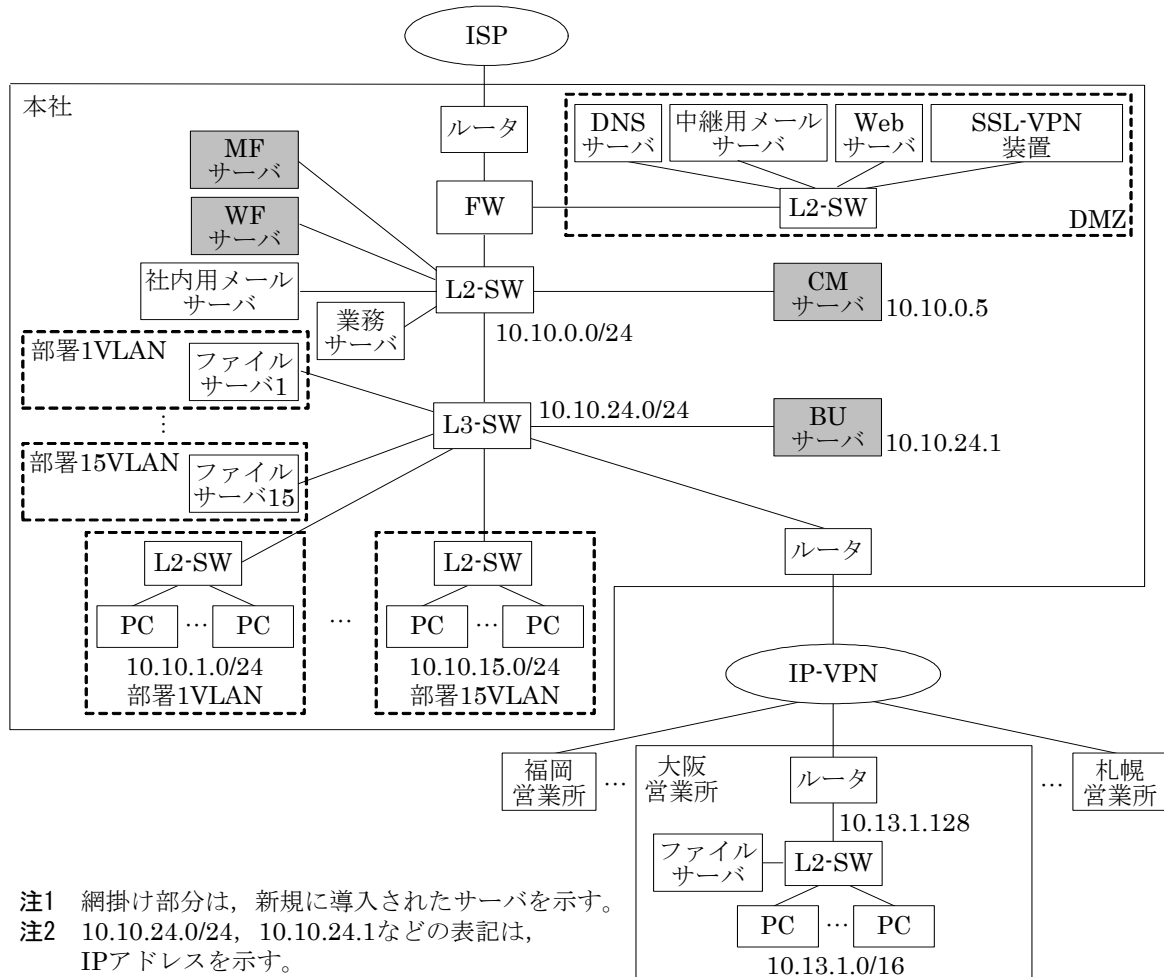 ISP
本社
ルータ
DNS
サーバ
中継用メール
サーバ
Web
サーバ
SSL-VPN
装置
MF
サーバ
FW
L2-SW
DMZ
WF
サーバ
社内用メール
サーバ
L2-SW
CM
サーバ
10.10.0.5
業務
サーバ
10.10.0.0/24
部署1VLAN
ファイル
サーバ1
⋮
L3-SW
10.10.24.0/24
BU
サーバ
10.10.24.1
部署15VLAN
ファイル
サーバ15
ルータ
L2-SW
L2-SW
PC … PC
…
PC … PC
10.10.1.0/24
部署1VLAN
10.10.15.0/24
部署15VLAN
IP-VPN
福岡
営業所
…
大阪
営業所
ルータ
…
札幌
営業所
10.13.1.128
ファイル
サーバ
L2-SW
PC … PC
10.13.1.0/16
注1 網掛け部分は，新規に導入されたサーバを示す。
注2 10.10.24.0/24，10.10.24.1などの表記は，
IPアドレスを示す。